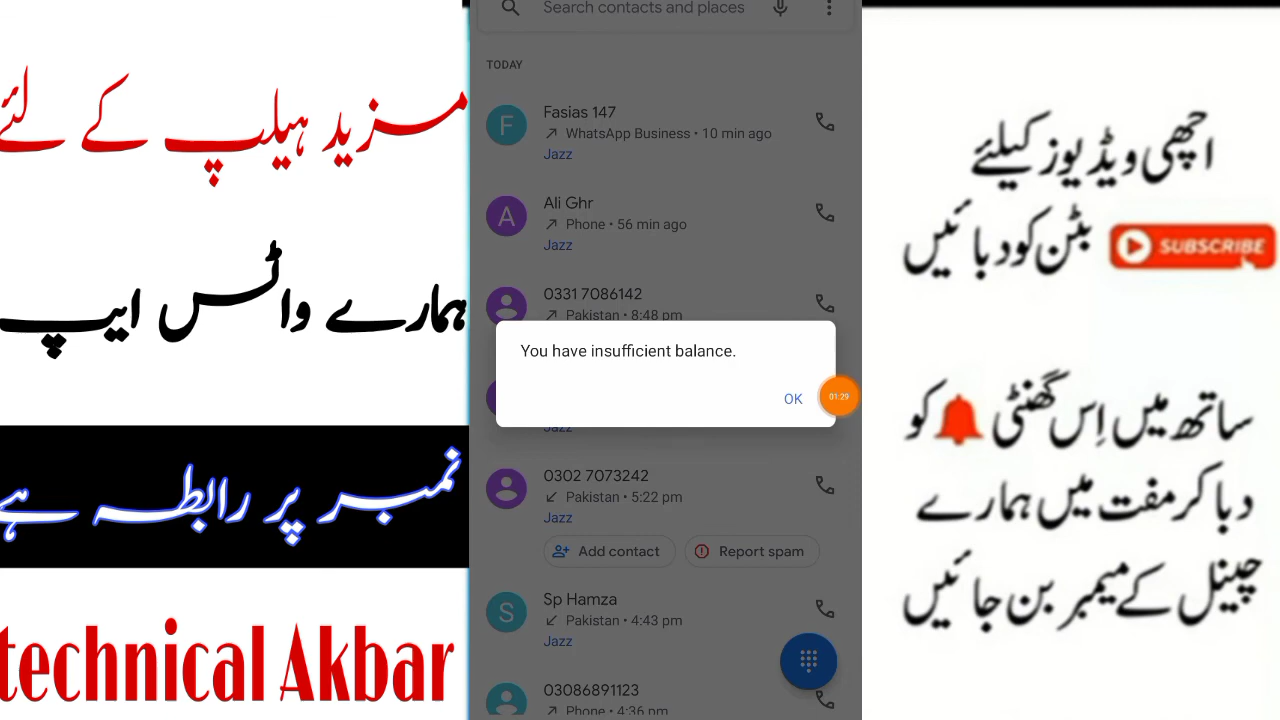 مزید ہیلپ کے لئے
ہمارے واٹس ایپ
نمبر پر رابطہ ہے
technical Akbar
Search contacts and places
TODAY
F
Fasias 147
WhatsApp Business • 10 min ago
Jazz
A
Ali Ghr
Phone • 56 min ago
Jazz
0331 7086142
Pakistan • 8:48 pm
You have insufficient balance.
OK
01:29
Jazz
0302 7073242
Pakistan • 5:22 pm
Jazz
Add contact
Report spam
S
Sp Hamza
Pakistan • 4:43 pm
Jazz
03086891123
Phone • 4:36 pm
اچھی ویڈیوز کیلئے
SUBSCRIBE بٹن کو دبائیں
ساتھ میں اِس گھنٹی کو
دبا کر مفت میں ہمارے
چینل کے میمبر بن جائیں